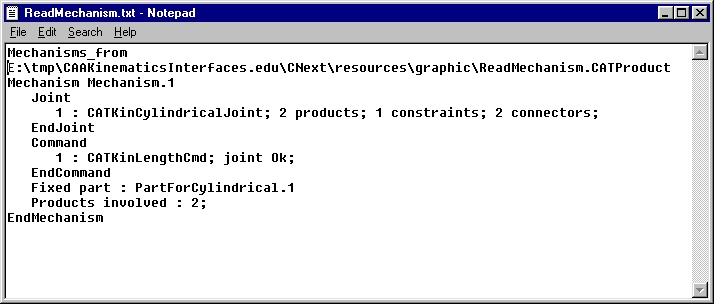 ReadMechanism.txt - Notepad
File Edit Search Help
Mechanisms_from
E:\tmp\CAAKinematicsInterfaces.edu\CNext\resources\graphic\ReadMechanism.CATProduct
Mechanism Mechanism.1
   Joint
      1 : CATKinCylindricalJoint; 2 products; 1 constraints; 2 connectors;
   EndJoint
   Command
      1 : CATKinLengthCmd; joint Ok;
   EndCommand
   Fixed part : PartForCylindrical.1
   Products involved : 2;
EndMechanism